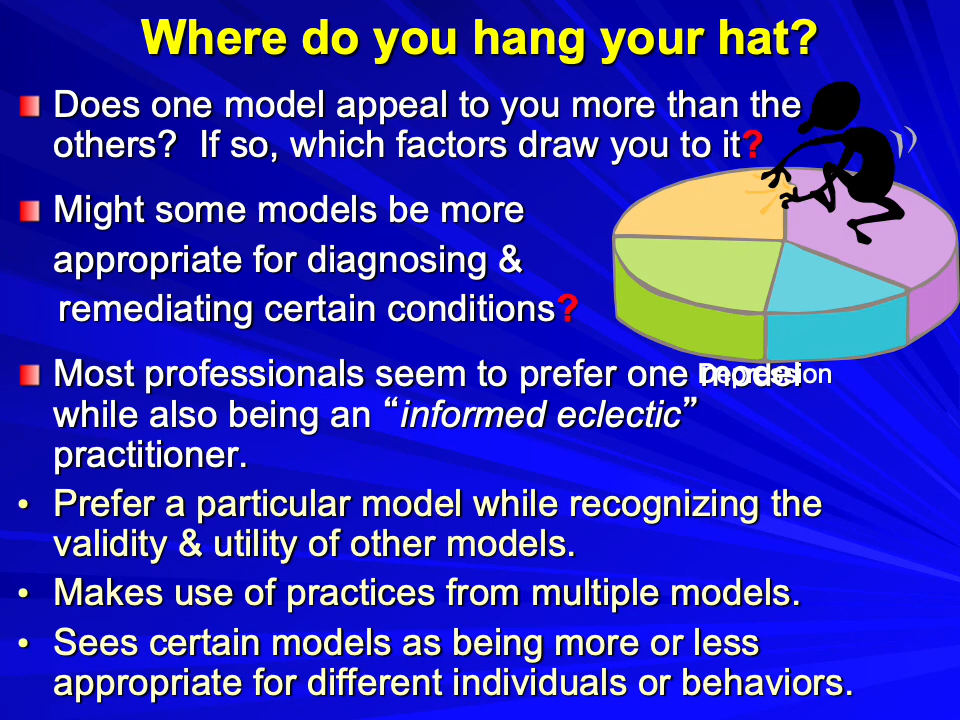 Where do you hang your hat?
Does one model appeal to you more than the
others?  If so, which factors draw you to it?
Might some models be more
appropriate for diagnosing &
remediating certain conditions?
Most professionals seem to prefer one model
Depression
while also being an “informed eclectic”
practitioner.
• Prefer a particular model while recognizing the
validity & utility of other models.
• Makes use of practices from multiple models.
• Sees certain models as being more or less
appropriate for different individuals or behaviors.